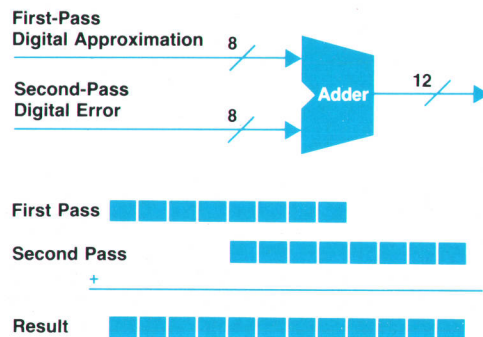 First-Pass
Digital Approximation
8
Second-Pass
Digital Error
8
Adder
12
First Pass
Second Pass
+
Result